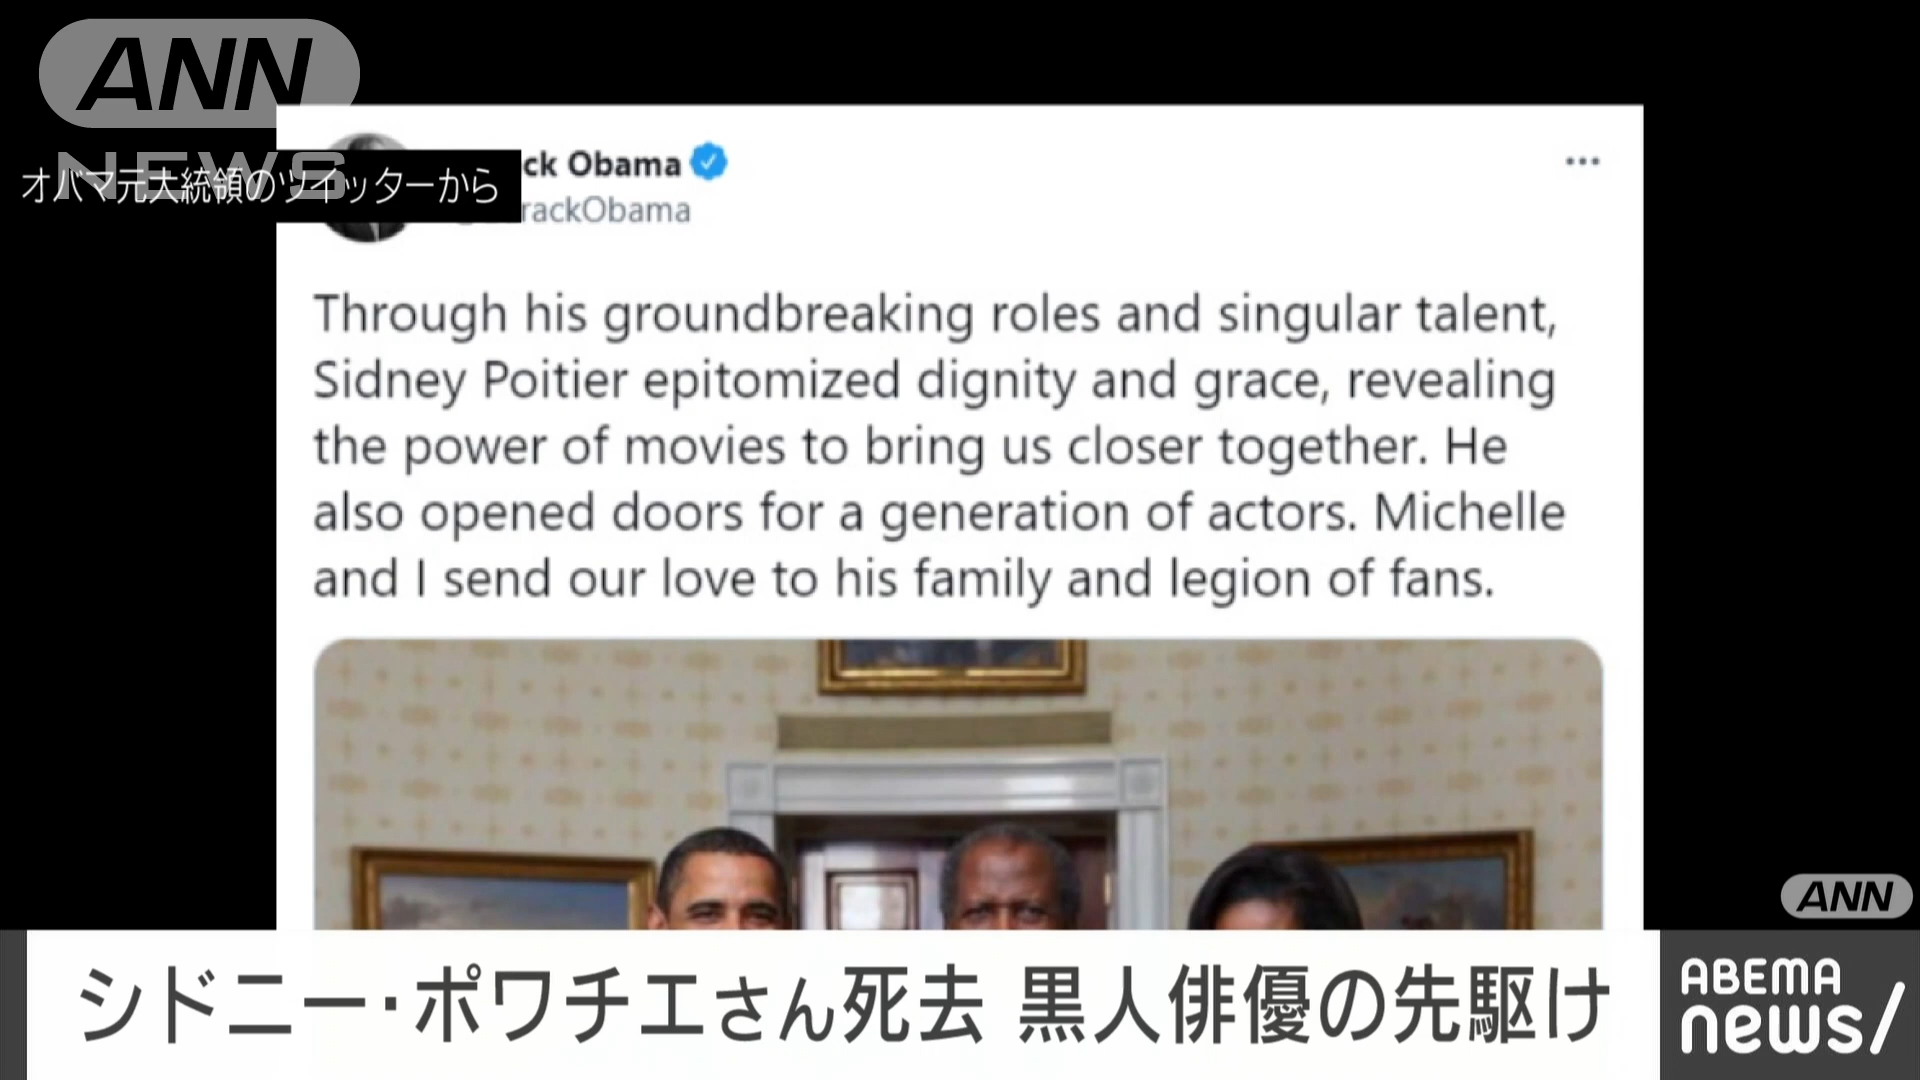 ANN
NEWS
オバマ元大統領のツイッターから
ck Obama
rackObama
Through his groundbreaking roles and singular talent,
Sidney Poitier epitomized dignity and grace, revealing
the power of movies to bring us closer together. He
also opened doors for a generation of actors. Michelle
and I send our love to his family and legion of fans.
ANN
シドニー・ポワチエさん死去 黒人俳優の先駆け
ABEMA
news/